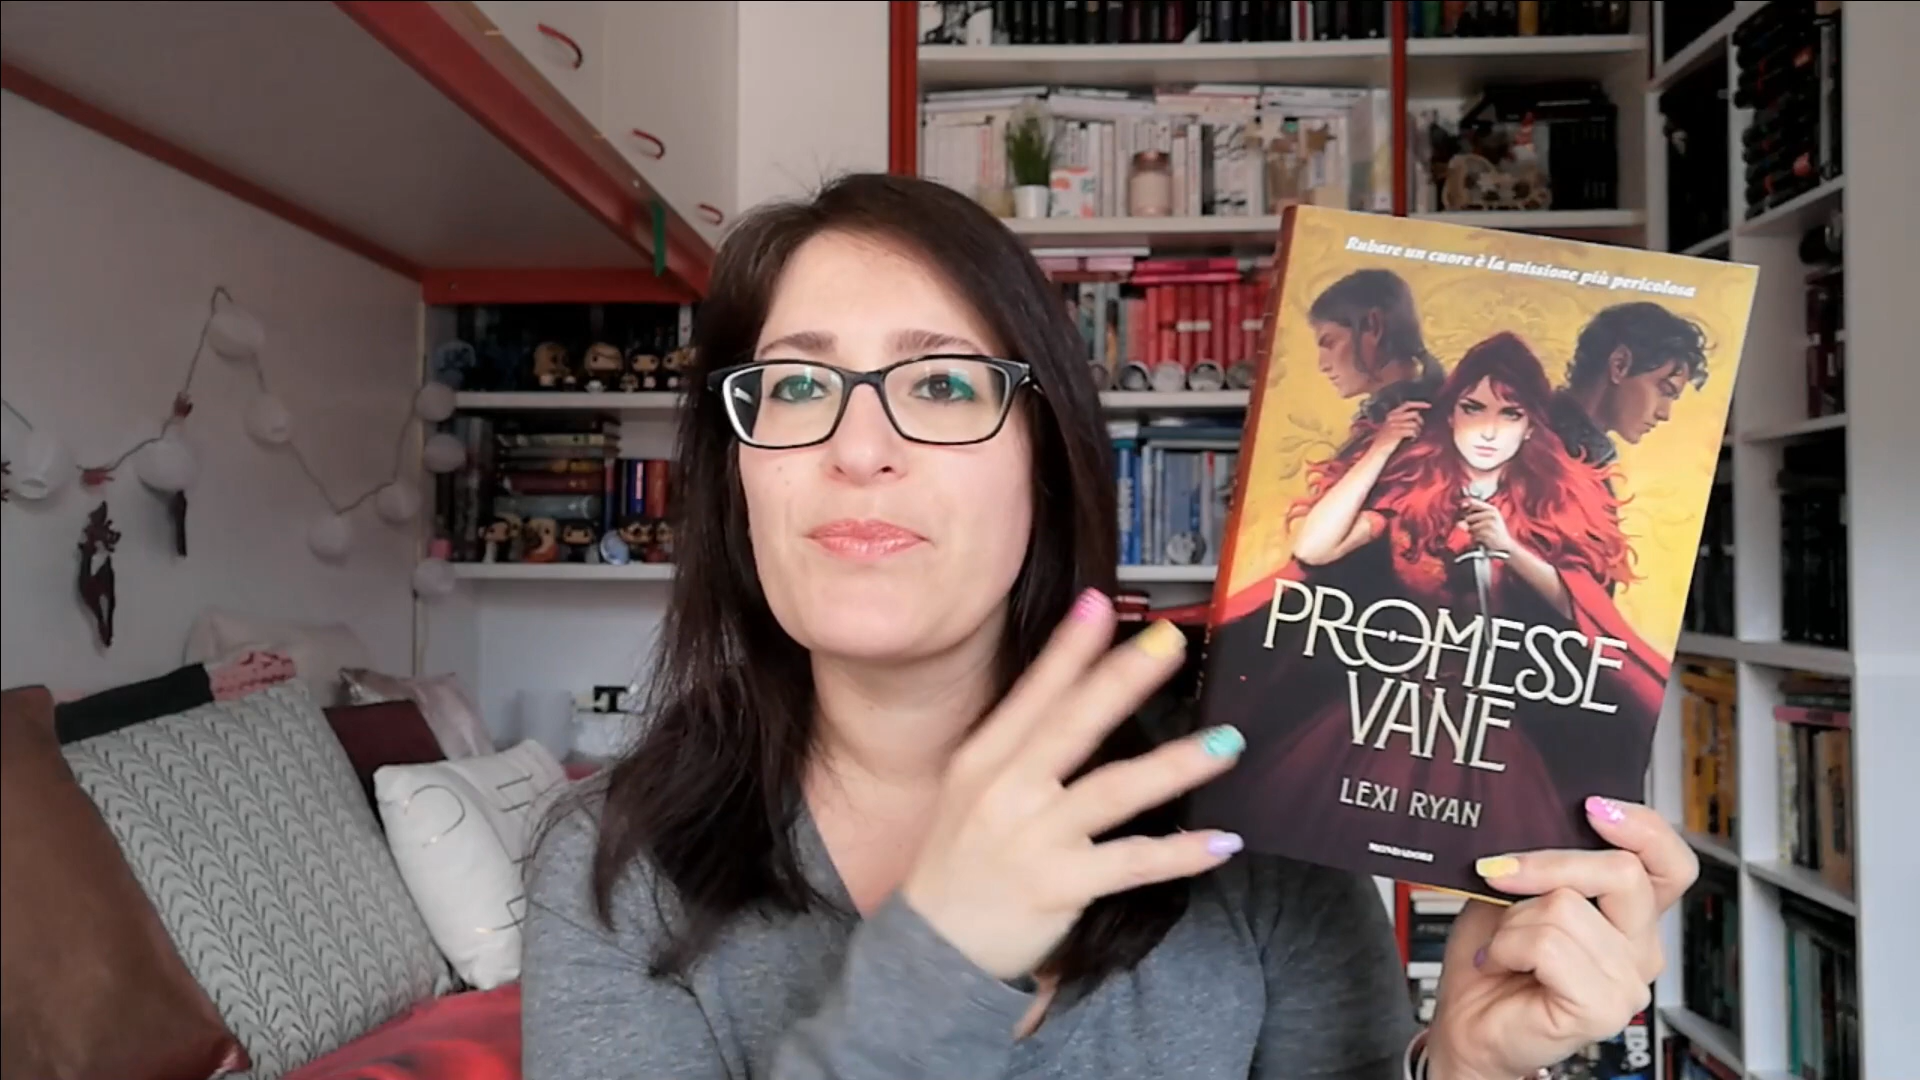 Rubare un cuore è la missione più pericolosa
PROMESSE
VANE
LEXI RYAN
MONDADORI